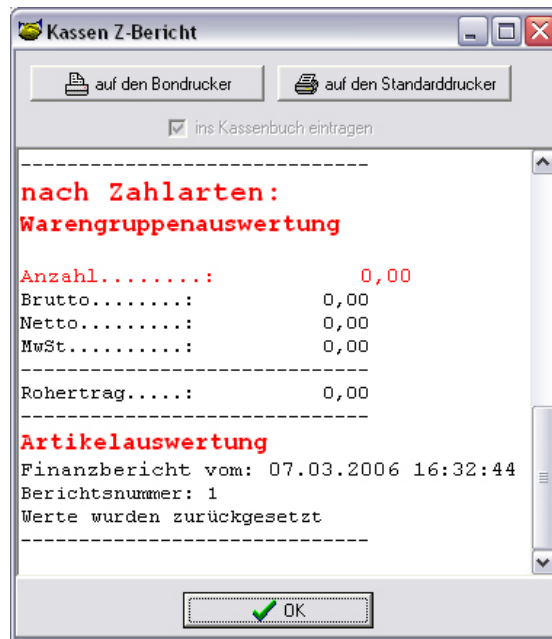 Kassen Z-Bericht
auf den Bondrucker auf den Standarddrucker
ins Kassenbuch eintragen
------------------------------
nach Zahlarten:
Warengruppenauswertung
Anzahl........: 0,00
Brutto........: 0,00
Netto.........: 0,00
MwSt..........: 0,00
------------------------------
Rohertrag.....: 0,00
------------------------------
Artikelauswertung
Finanzbericht vom: 07.03.2006 16:32:44
Berichtsnummer: 1
Werte wurden zurückgesetzt
------------------------------
OK